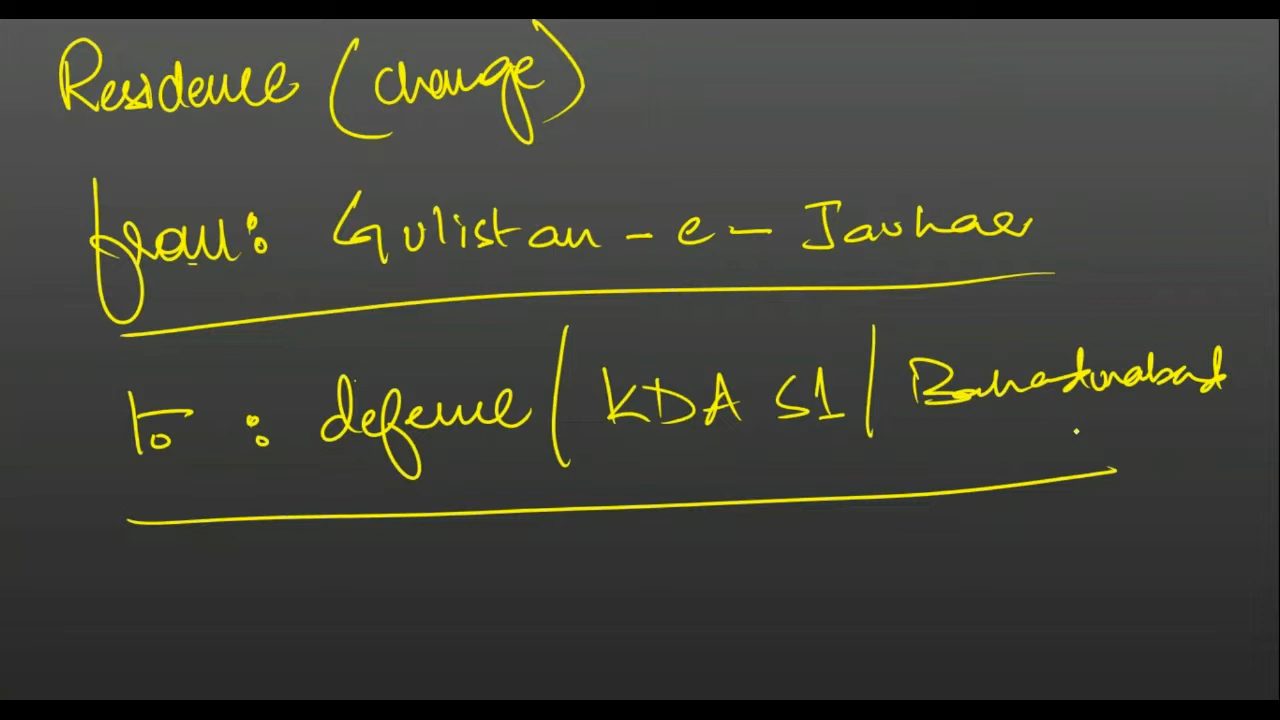 Residence (change)
from: Gulistan-e-Jauhar
to : defence / KDA S1 / Bahadurabad